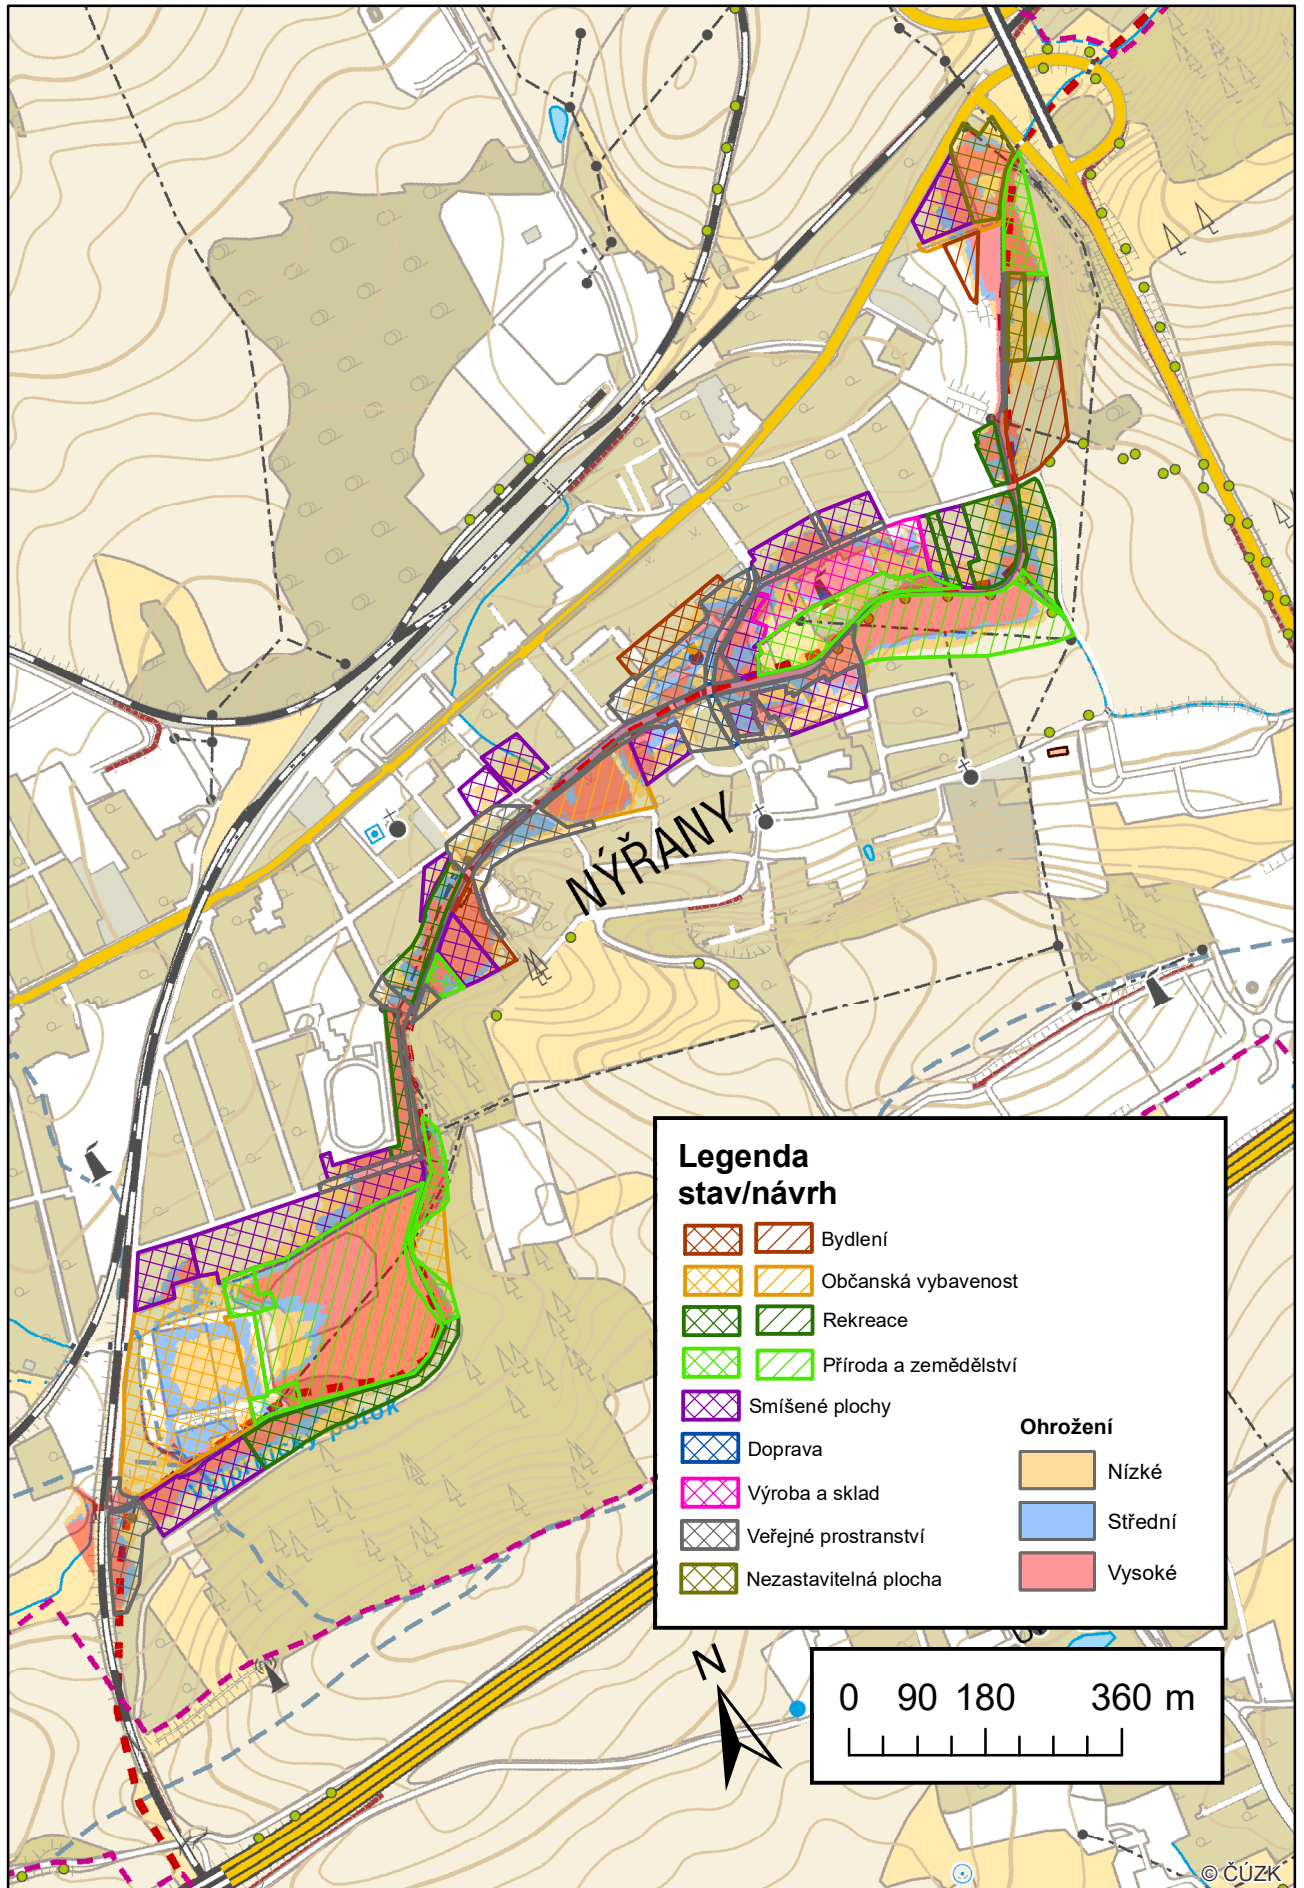 NÝŘANY
potok
Legenda
stav/návrh
Bydlení
Občanská vybavenost
Rekreace
Příroda a zemědělství
Smíšené plochy
Doprava
Výroba a sklad
Veřejné prostranství
Nezastavitelná plocha
Ohrožení
Nízké
Střední
Vysoké
N
0 90 180 360 m
© ČÚZK